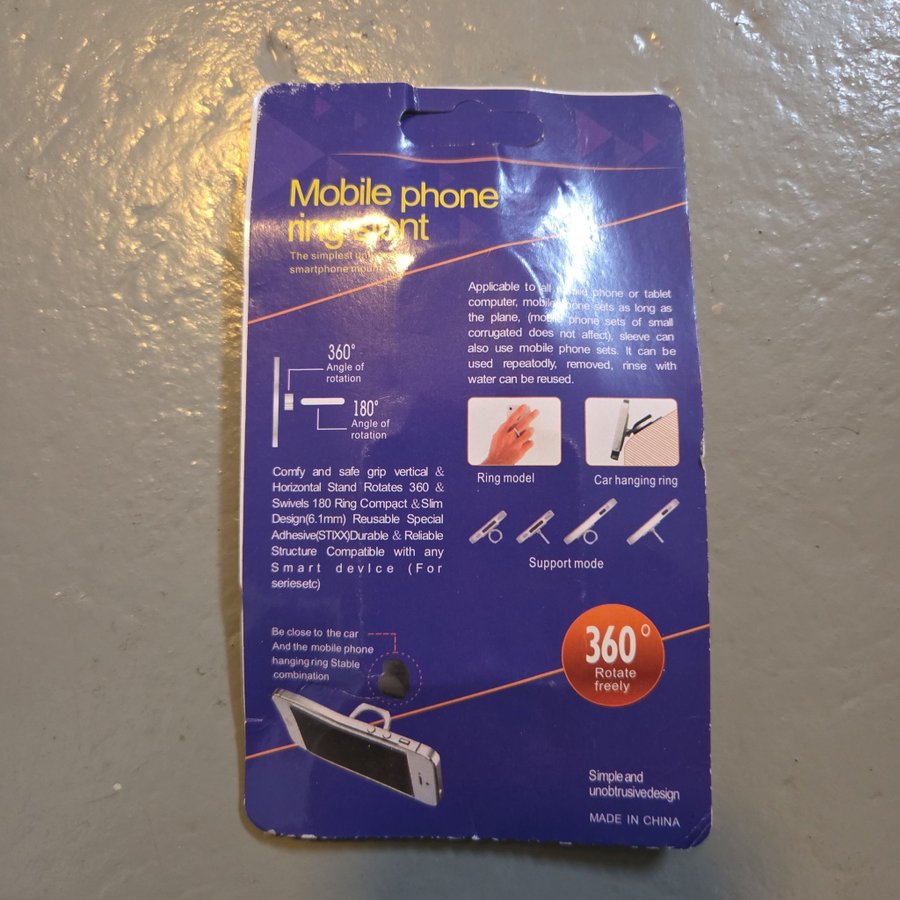 Mobile phone
ring stont
The simplest
smartphone mount
Applicable to all mobile phone or tablet
computer, mobile phone sets as long as
the plane, (mobile phone sets of small
corrugated does not affect), sleeve can
also use mobile phone sets. It can be
used repeatodly, removed, rinse with
water can be reused.
360°
Angle of
rotation
180°
Angle of
rotation
Ring model
Car hanging ring
Comfy and safe grip vertical &
Horizontal Stand Rotates 360 &
Swivels 180 Ring Compact & Slim
Design(6.1mm) Reusable Special
Adhesive(STIXX)Durable & Reliable
Structure Compatible with any
Smart devIce (For
seriesetc)
Support mode
Be close to the car
And the mobile phone
hanging ring Stable
combination
360°
Rotate
freely
Simple and
unobtrusivedesign
MADE IN CHINA